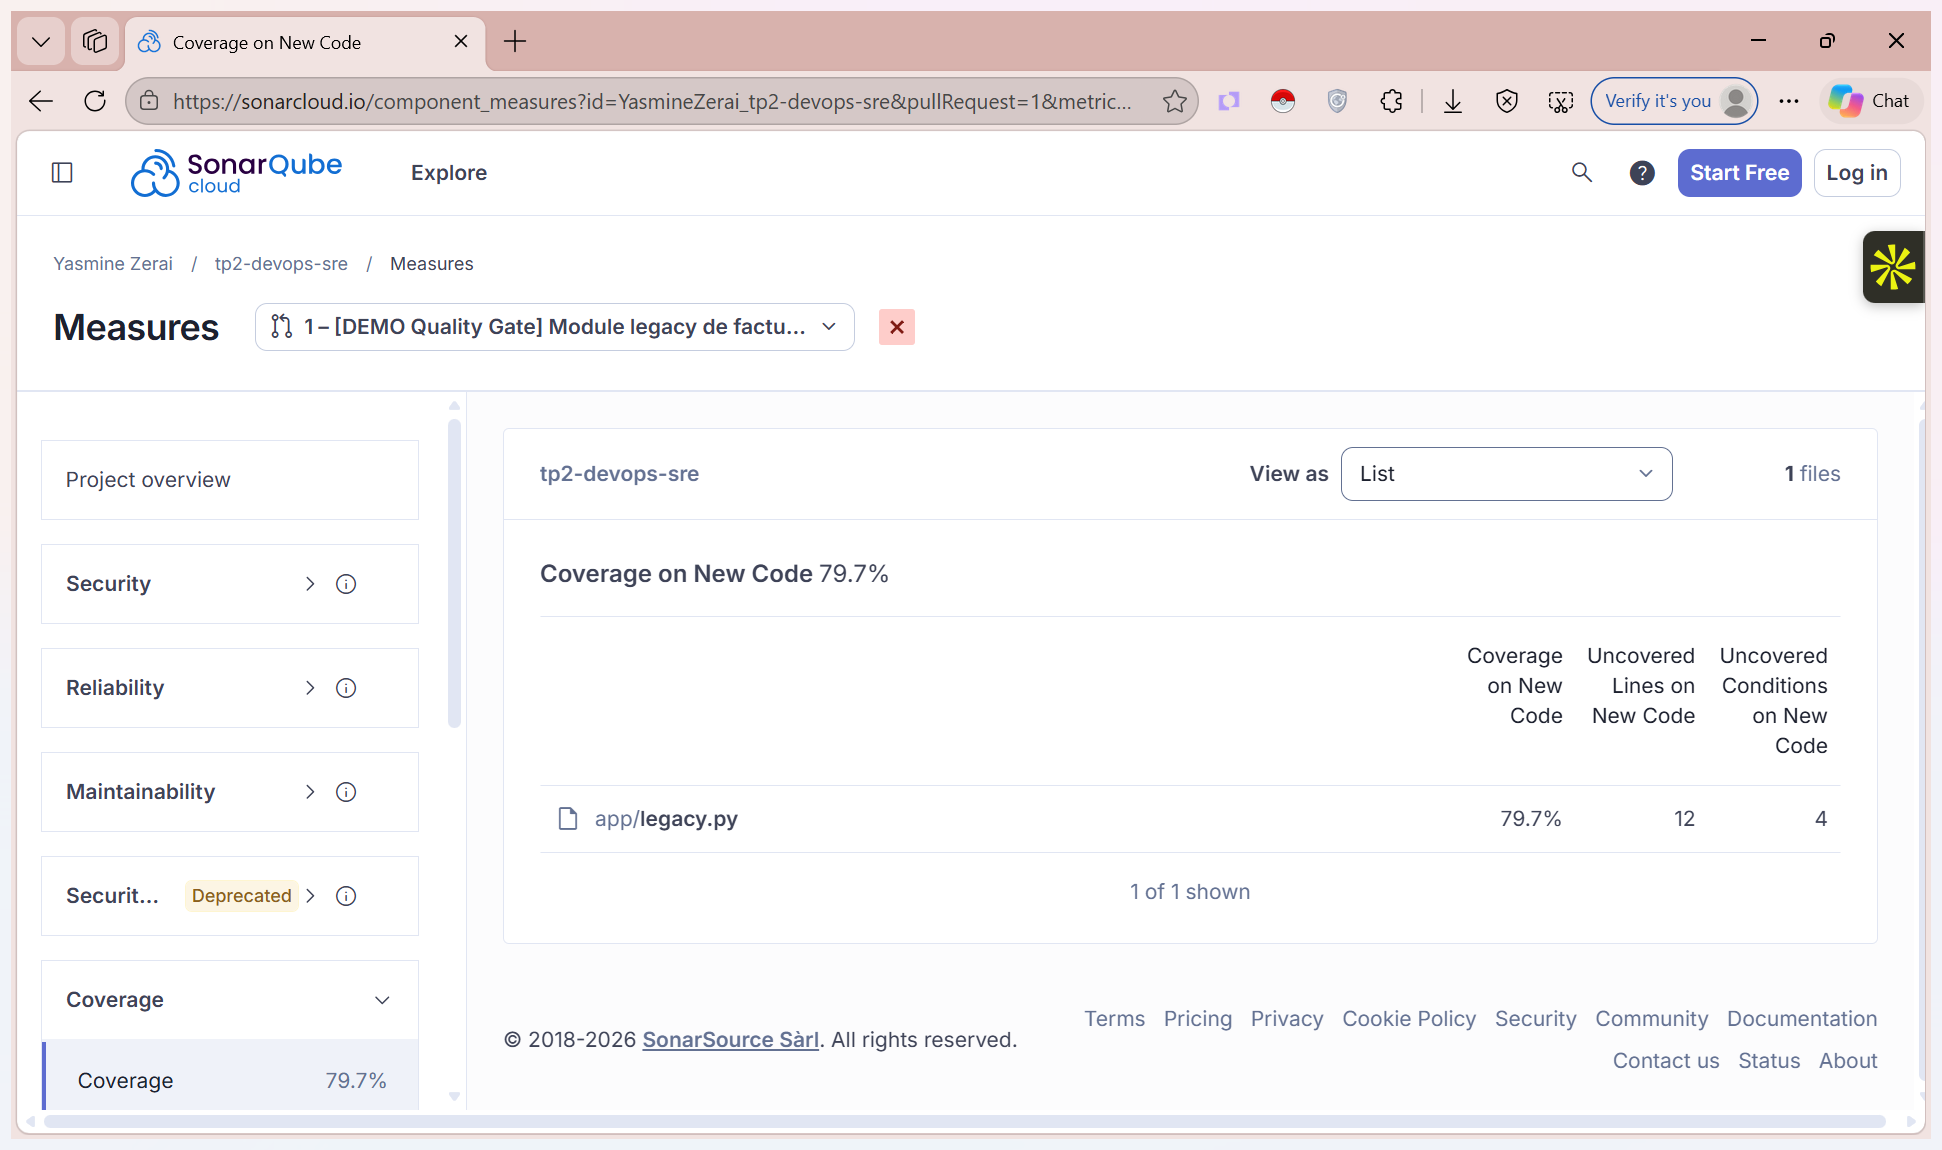 Coverage on New Code
https://sonarcloud.io/component_measures?id=YasmineZerai_tp2-devops-sre&pullRequest=1&metric...
Verify it's you
Chat
SonarQube
cloud
Explore
?
Start Free
Log in
Yasmine Zerai / tp2-devops-sre / Measures
Measures
1 – [DEMO Quality Gate] Module legacy de factu...
Project overview
Security
Reliability
Maintainability
Securit... Deprecated
Coverage
Coverage 79.7%
tp2-devops-sre
View as List
1 files
Coverage on New Code 79.7%
Coverage on New Code
Uncovered Lines on New Code
Uncovered Conditions on New Code
app/legacy.py 79.7% 12 4
1 of 1 shown
© 2018-2026 SonarSource Sàrl. All rights reserved.
Terms Pricing Privacy Cookie Policy Security Community Documentation
Contact us Status About